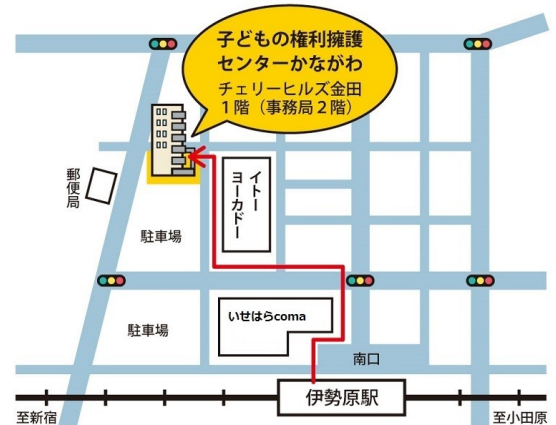 子どもの権利擁護
センターかながわ
チェリーヒルズ金田
1階（事務局2階）
郵便局
イトー
ヨーカドー
駐車場
いせはらcoma
駐車場
南口
伊勢原駅
至新宿
至小田原